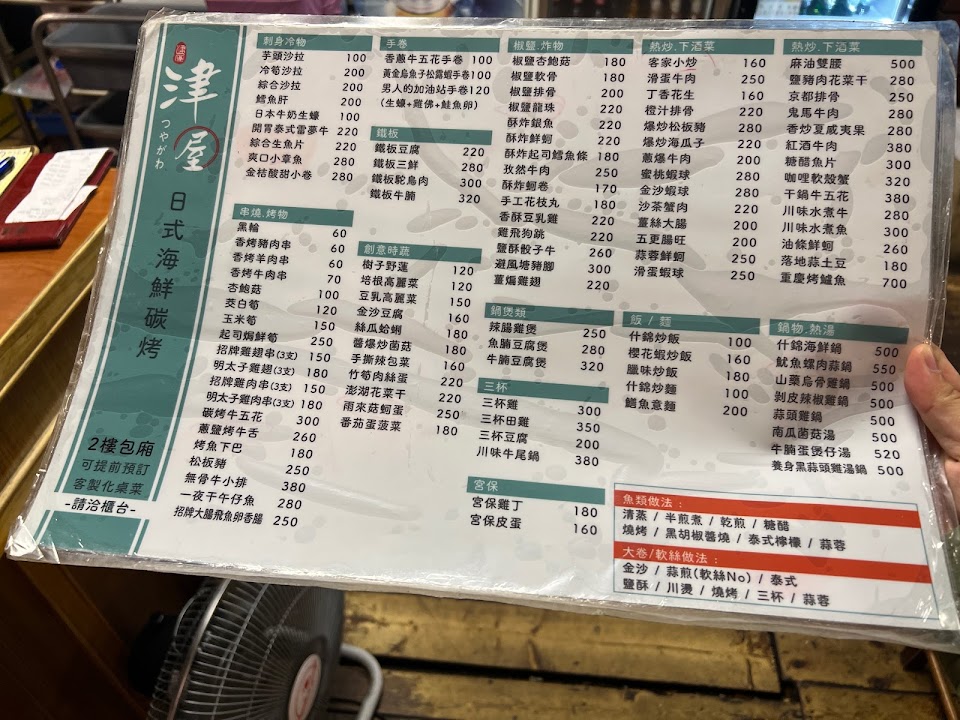 津屋
つやがわ
日式海鮮碳烤
2樓包廂
可提前預訂
客製化桌菜
-請洽櫃台-
刺身冷物
芋頭沙拉 100
冷筍沙拉 200
綜合沙拉 200
鱈魚肝 200
日本牛奶生蠔 100
開胃泰式雪夢牛 220
綜合生魚片 220
爽口小章魚 280
金桔酸甜小卷 280
串燒.烤物
黑輪 60
香烤豬肉串 60
香烤羊肉串 60
香烤牛肉串 70
杏鮑菇 100
茭白筍 120
玉米筍 150
起司焗鮮筍 250
招牌雞翅串(3支) 150
明太子雞翅(3支) 180
招牌雞肉串(3支) 150
明太子雞肉串(3支) 180
碳烤牛五花 300
蔥鹽烤牛舌 260
烤魚下巴 180
松板豬 250
無骨牛小排 380
一夜干午仔魚 280
招牌大腸飛魚卵香腸 250
手卷
香蔥牛五花手卷 100
黃金烏魚子松露蝦手卷100
男人的加油站手卷120
(生蠔+雞佛+鮭魚卵)
鐵板
鐵板豆腐 220
鐵板三鮮 280
鐵板鴕鳥肉 300
鐵板牛腩 320
創意時蔬
樹子野蓮 120
培根高麗菜 120
豆乳高麗菜 150
金沙豆腐 160
絲瓜蛤蜊 180
醬爆炒菌菇 180
手撕辣包菜 160
竹筍肉絲蛋 220
澎湖花菜干 220
雨來菇蚵蛋 250
番茄蛋菠菜 180
椒鹽.炸物
椒鹽杏鮑菇 180
椒鹽軟骨 180
椒鹽排骨 200
椒鹽龍珠 220
酥炸銀魚 220
酥炸鮮蚵 220
酥炸起司鱈魚條 180
孜然牛肉 250
酥炸蚵卷 170
手工花枝丸 180
香酥豆乳雞 220
雞飛狗跳 220
鹽酥骰子牛 220
避風塘豬腳 300
薑煸雞翅 220
鍋煲類
辣腸雞煲 250
魚腩豆腐煲 280
牛腩豆腐煲 320
三杯
三杯雞 300
三杯田雞 350
三杯豆腐 200
川味牛尾鍋 380
宮保
宮保雞丁 180
宮保皮蛋 160
熱炒.下酒菜
客家小炒 160
滑蛋牛肉 250
丁香花生 160
橙汁排骨 220
爆炒松板豬 280
爆炒海瓜子 220
蔥爆牛肉 200
蜜桃蝦球 280
金沙蝦球 280
沙茶蟹肉 220
薑絲大腸 220
五更腸旺 220
蒜蓉鮮蚵 250
滑蛋蝦球 250
飯 / 麵
什錦炒飯 100
櫻花蝦炒飯 160
臘味炒飯 180
什錦炒麵 100
鱔魚意麵 200
熱炒.下酒菜
麻油雙腰 500
鹽豬肉花菜干 280
京都排骨 250
鬼馬牛肉 280
香炒夏威夷果 280
紅酒牛肉 300
糖醋魚片 300
咖哩軟殼蟹 320
干鍋牛五花 380
川味水煮牛 280
川味水煮魚 300
油條鮮蚵 260
落地蒜土豆 180
重慶烤鱸魚 700
鍋物.熱湯
什錦海鮮鍋 500
魷魚螺肉蒜鍋 550
山藥烏骨雞鍋 500
剝皮辣椒雞鍋 500
蒜頭雞鍋 500
南瓜菌菇湯 500
牛腩蛋煲仔湯 520
養身黑蒜頭雞湯鍋 500
魚類做法 :
清蒸 / 半煎煮 / 乾煎 / 糖醋
燒烤 / 黑胡椒醬燒 / 泰式檸檬 / 蒜蓉
大卷/軟絲做法 :
金沙 / 蒜煎(軟絲No) / 泰式
鹽酥 / 川燙 / 燒烤 / 三杯 / 蒜蓉